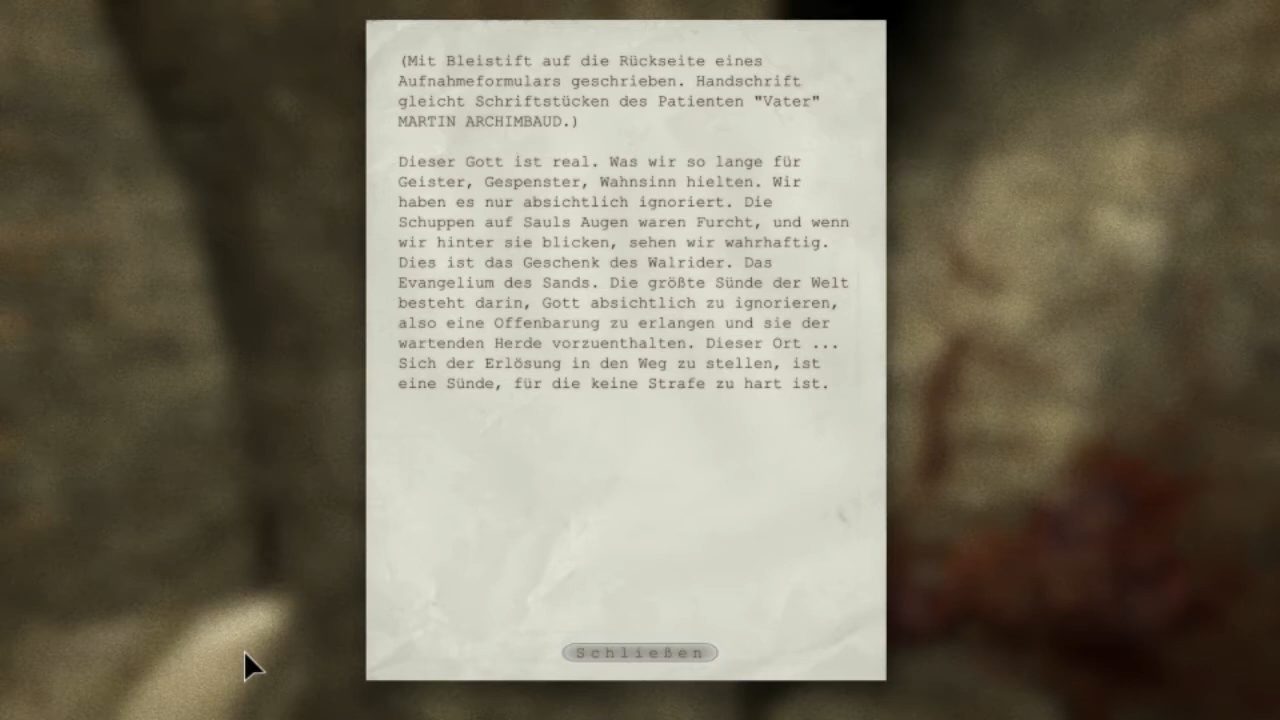 (Mit Bleistift auf die Rückseite eines
Aufnahmeformulars geschrieben. Handschrift
gleicht Schriftstücken des Patienten "Vater"
MARTIN ARCHIMBAUD.)
Dieser Gott ist real. Was wir so lange für
Geister, Gespenster, Wahnsinn hielten. Wir
haben es nur absichtlich ignoriert. Die
Schuppen auf Sauls Augen waren Furcht, und wenn
wir hinter sie blicken, sehen wir wahrhaftig.
Dies ist das Geschenk des Walrider. Das
Evangelium des Sands. Die größte Sünde der Welt
besteht darin, Gott absichtlich zu ignorieren,
also eine Offenbarung zu erlangen und sie der
wartenden Herde vorzuenthalten. Dieser Ort ...
Sich der Erlösung in den Weg zu stellen, ist
eine Sünde, für die keine Strafe zu hart ist.
Schließen